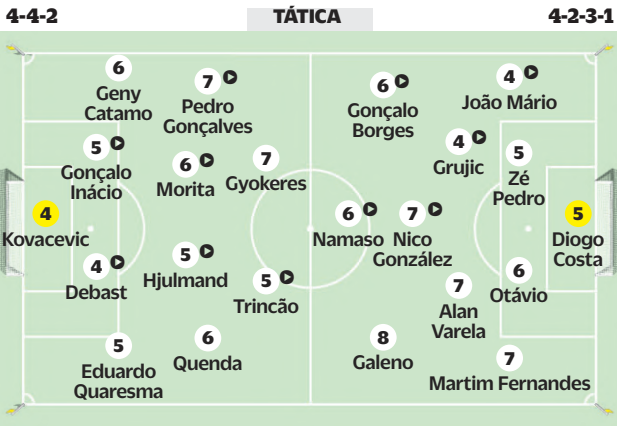 4-4-2
TÁTICA
4-2-3-1
6
Geny
Catamo
7
Pedro
Gonçalves
5
Gonçalo
Inácio
6
Morita
7
Gyokeres
4
Kovacevic
4
Debast
5
Hjulmand
5
Trincão
5
Eduardo
Quaresma
6
Quenda
6
Gonçalo
Borges
4
João Mário
4
Grujic
5
Zé
Pedro
6
Namaso
7
Nico
González
5
Diogo
Costa
7
Alan
Varela
6
Otávio
8
Galeno
7
Martim Fernandes